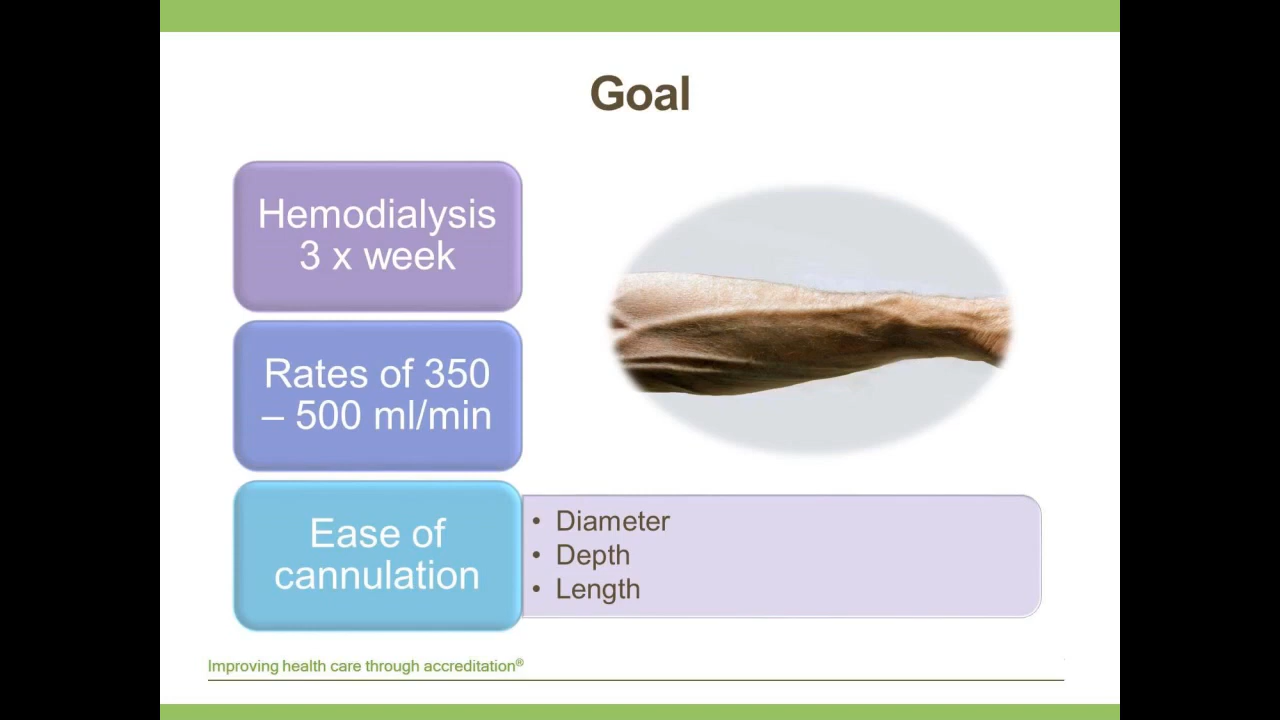 Goal
Hemodialysis
3 x week
Rates of 350
– 500 ml/min
Ease of
cannulation
• Diameter
• Depth
• Length
Improving health care through accreditation®